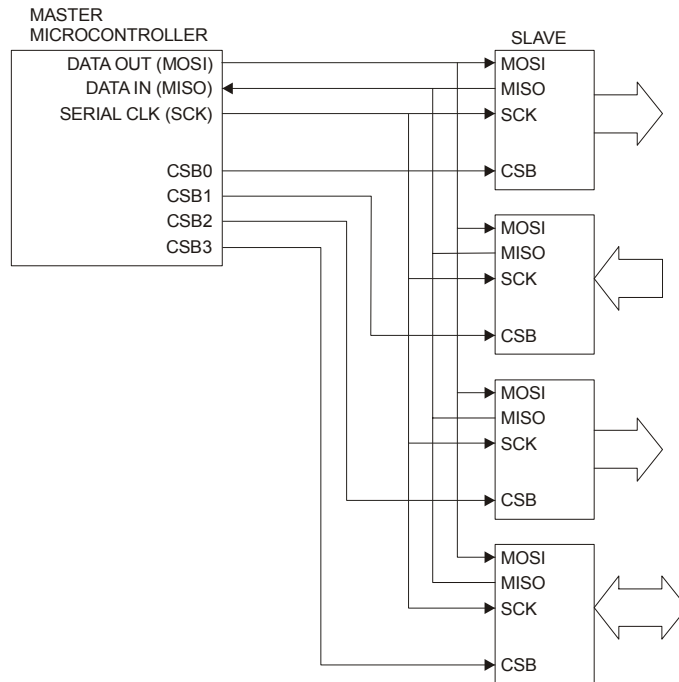 MASTER
MICROCONTROLLER
DATA OUT (MOSI)
DATA IN (MISO)
SERIAL CLK (SCK)
CSB0
CSB1
CSB2
CSB3
SLAVE
MOSI
MISO
SCK
CSB
MOSI
MISO
SCK
CSB
MOSI
MISO
SCK
CSB
MOSI
MISO
SCK
CSB